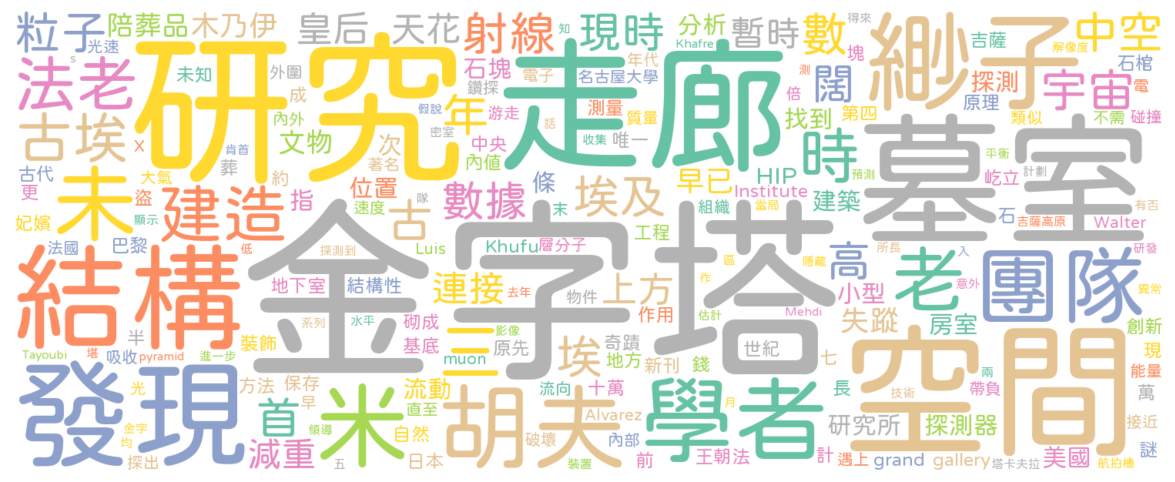 粒子
光速
陪葬品
木乃伊
皇后
天花
射線
知
現時
分析
Khafre
暫時
數
得來
塊
緲子
吉薩
解像度
中空
石棺
法老
未知
外圍
研究
石塊
鑽探
電子
年代
名古屋大學
走廊
闊
探測
原理
宇宙
電
s
古埃
內外
成
年
游走
測量
質量
倍
測
找到
第四
類似
不需
碰撞
X
肯首
文物
次
假說
密室
中央
話
收集
唯一
時
墓室
平衡
計劃
古代
更
大氣
葬
著名
約
內值
早已
HIP
Institute
預測
屹立
未
盜
建造
指
位置
條
埃及
組織
當局
建築
石
吉薩高原
有否
妃嬪
顯示
速度
古
隊
數據
末
Walter
法國
巴黎
低
探測到
Luis
Khufu
層分子
工程
區
隱藏
高
所長
入
研發
結構
金字塔
地下室
結構性
連接
去年
物件
上方
作
估計
Mehdi
小型
老
意外
團隊
異常
系列
水平
砌成
三
影像
作用
失蹤
房室
創新
Tayoubi
堪
半
吸收
pyramid
進一步
裝飾
基底
muon
原先
埃
奇蹟
地方
新刊
錢
世紀
七
空間
兩
帶負
現
能量
發現
光
方法
保存
早
首
米
流動
直至
胡夫
流向
十萬
Alvarez
學者
長
技術
萬
接近
金字
均
探出
領導
減重
五
自然
日本
破壞
裝置
內部
前
月
王朝法
計
研究所
遇上
探測器
grand
gallery
塔卡夫拉
美國
航拍機
謎